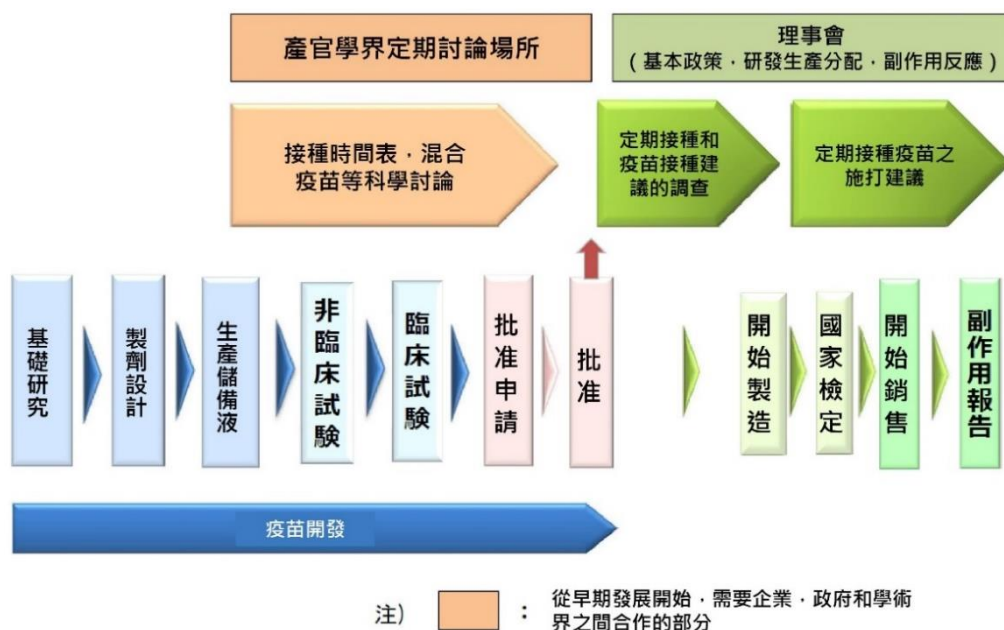 產官學界定期討論場所
理事會
（基本政策，研發生產分配，副作用反應）
接種時間表，混合
疫苗等科學討論
定期接種和
疫苗接種建
議的調查
定期接種疫苗之
施打建議
基礎研究
製劑設計
生產儲備液
非臨床試驗
臨床試驗
批准申請
批准
開始製造
國家檢定
開始銷售
副作用報告
疫苗開發
注）
：
從早期發展開始，需要企業，政府和學術
界之間合作的部分